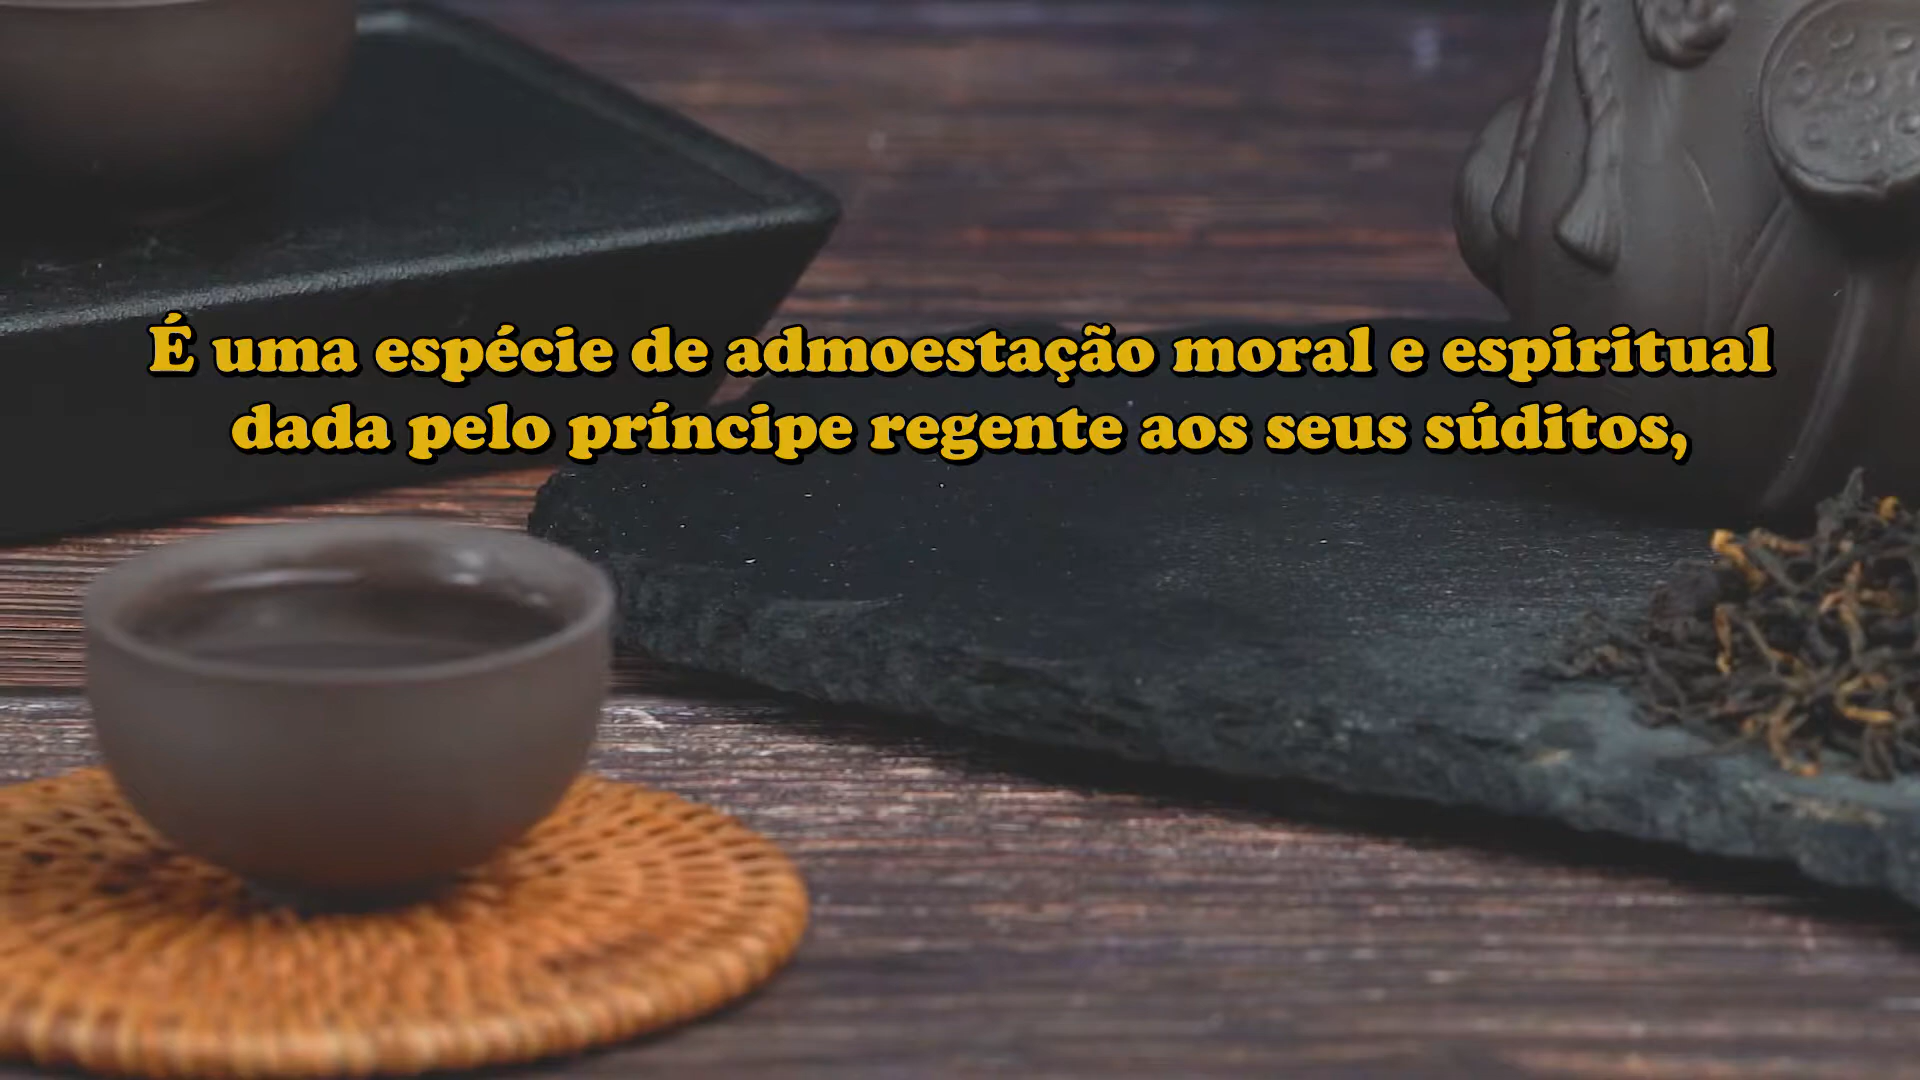 É uma espécie de admoestação moral e espiritual
dada pelo príncipe regente aos seus súditos,